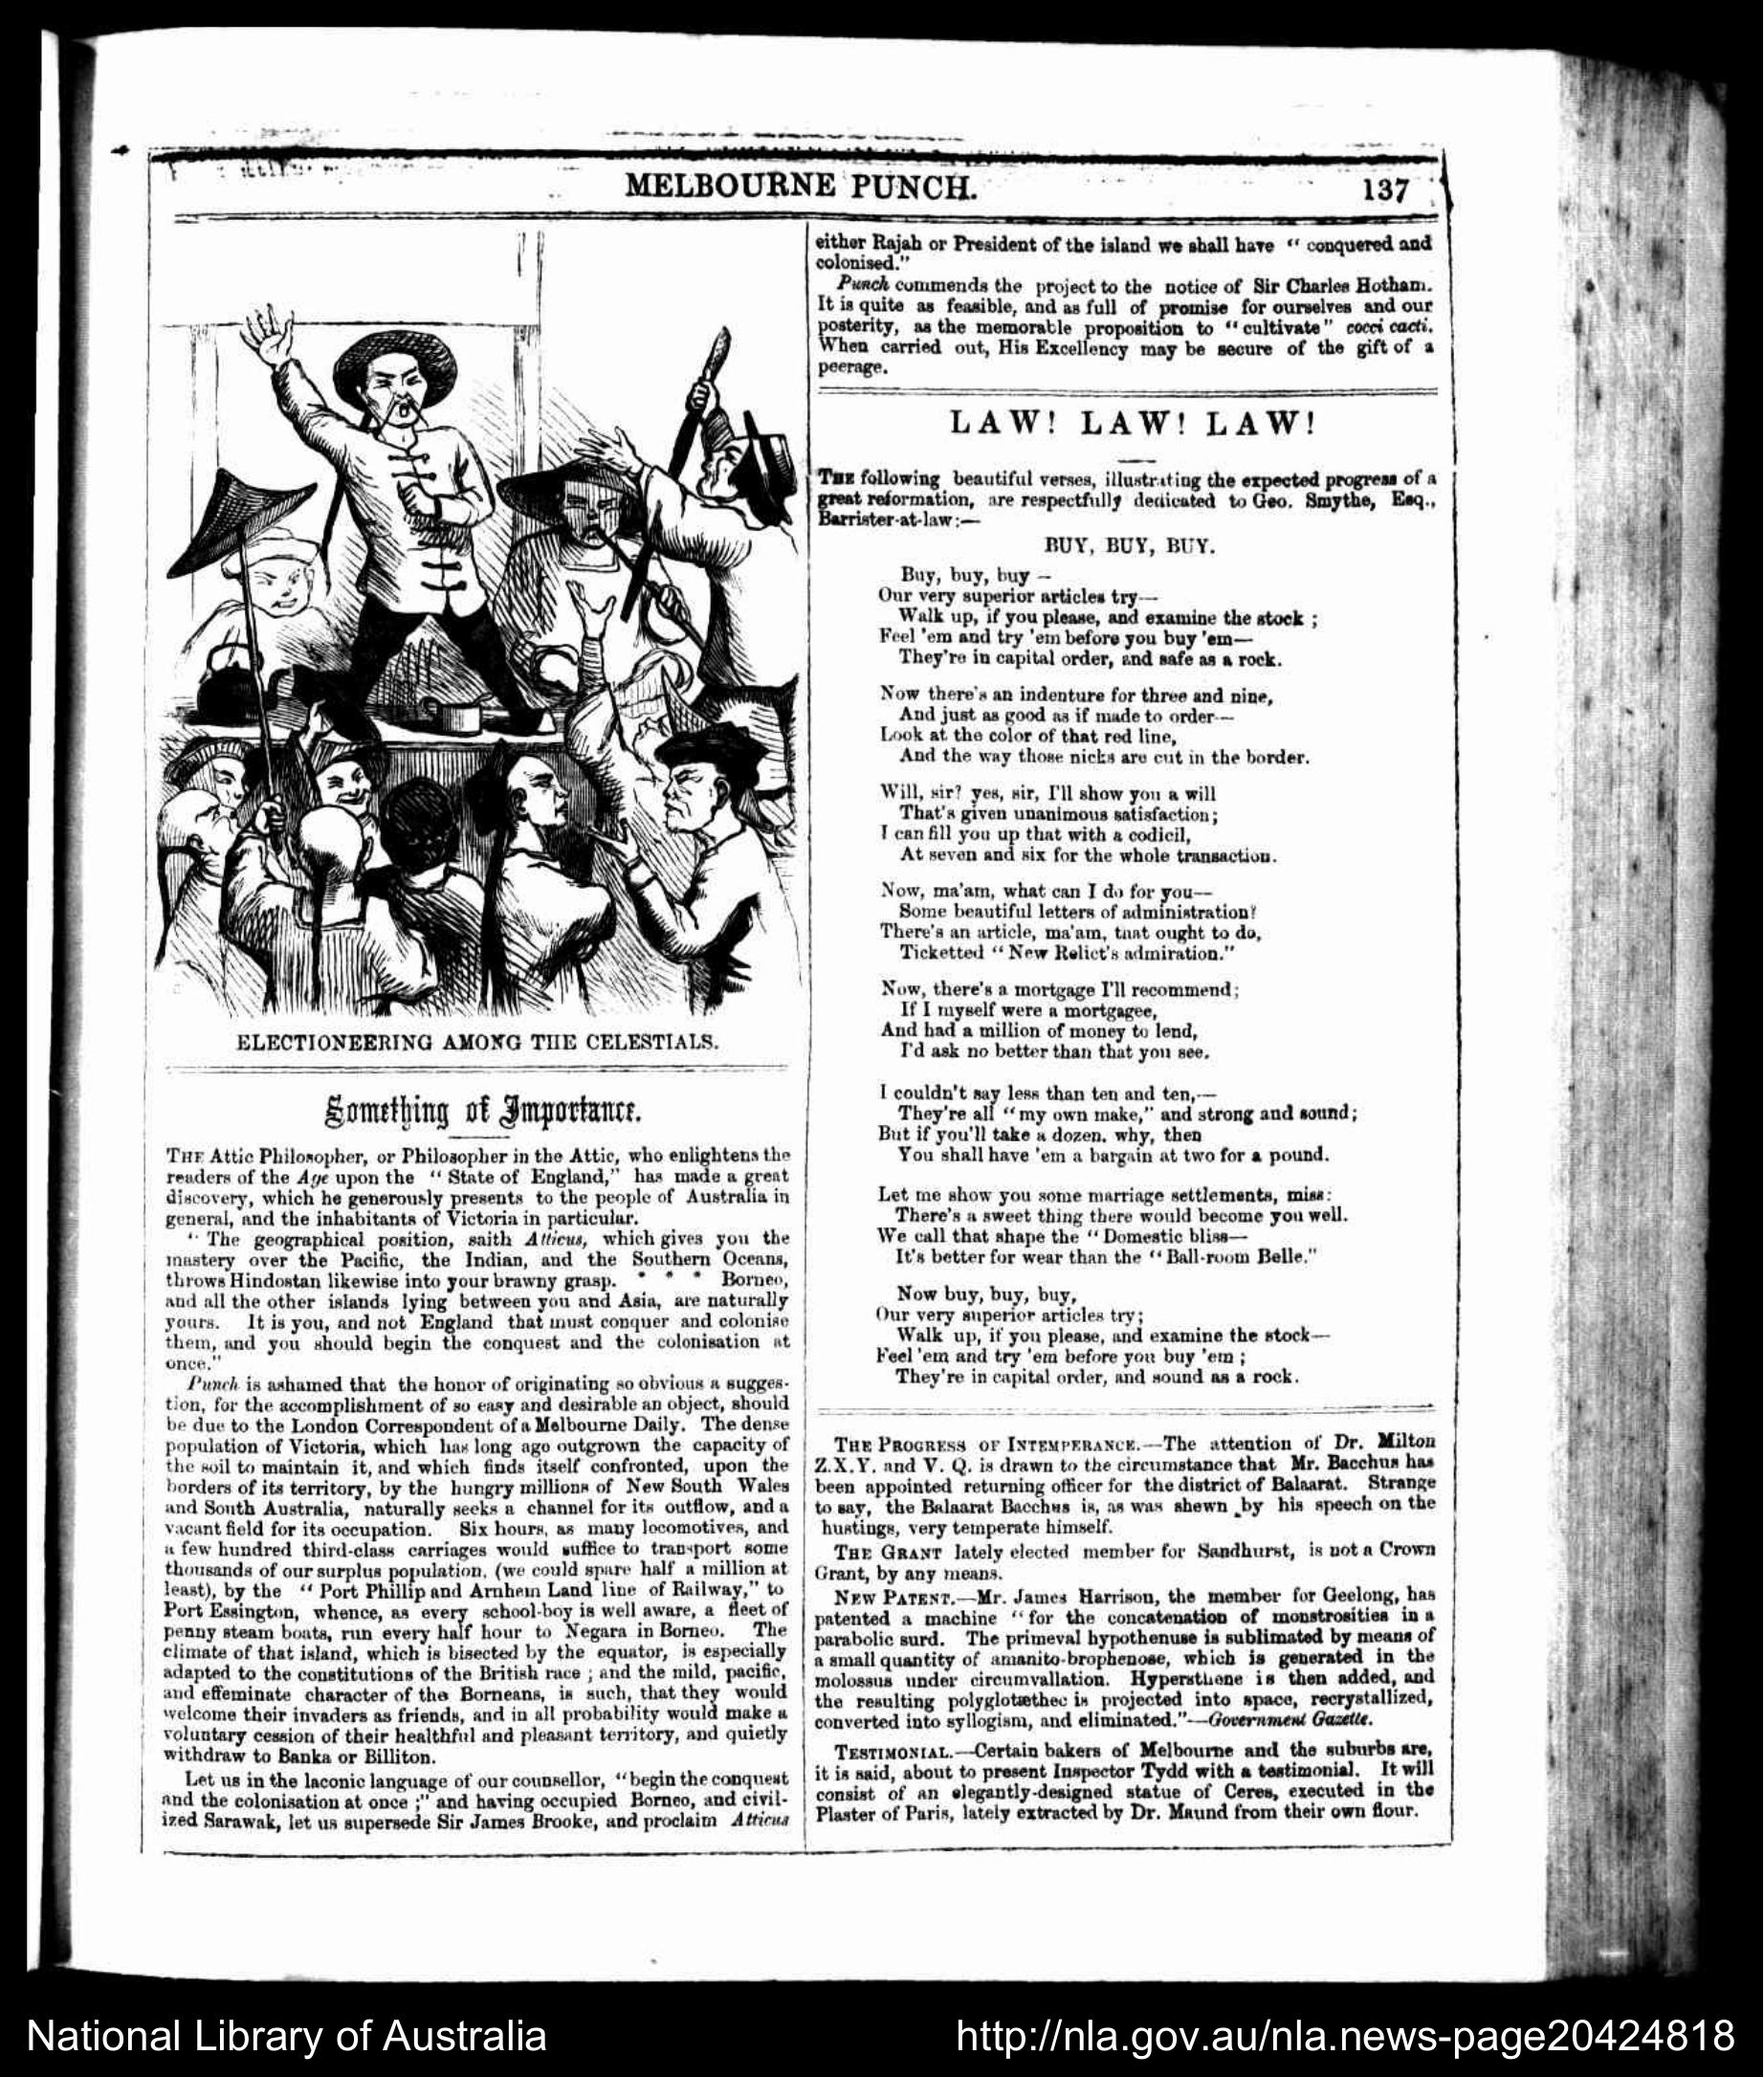 MELBOURNE PUNCH.
137
ELECTIONEERING AMONG THE CELESTIALS.
Something of Importance.
THE Attic Philosopher, or Philosopher in the Attic, who enlightens the
readers of the Age upon the "State of England," has made a great
discovery, which he generously presents to the people of Australia in
general, and the inhabitants of Victoria in particular.
"The geographical position, saith Atticus, which gives you the
mastery over the Pacific, the Indian, and the Southern Oceans,
throws Hindostan likewise into your brawny grasp. * * * Borneo,
and all the other islands lying between you and Asia, are naturally
yours. It is you, and not England that must conquer and colonise
them, and you should begin the conquest and the colonisation at
once."
Punch is ashamed that the honor of originating so obvious a sugges-
tion, for the accomplishment of so easy and desirable an object, should
be due to the London Correspondent of a Melbourne Daily. The dense
population of Victoria, which has long ago outgrown the capacity of
the soil to maintain it, and which finds itself confronted, upon the
borders of its territory, by the hungry millions of New South Wales
and South Australia, naturally seeks a channel for its outflow, and a
vacant field for its occupation. Six hours, as many locomotives, and
a few hundred third-class carriages would suffice to transport some
thousands of our surplus population, (we could spare half a million at
least), by the "Port Phillip and Arnhem Land line of Railway," to
Port Essington, whence, as every school-boy is well aware, a fleet of
penny steam boats, run every half hour to Negara in Borneo. The
climate of that island, which is bisected by the equator, is especially
adapted to the constitutions of the British race ; and the mild, pacific,
and effeminate character of the Borneans, is such, that they would
welcome their invaders as friends, and in all probability would make a
voluntary cession of their healthful and pleasant territory, and quietly
withdraw to Banka or Billiton.
Let us in the laconic language of our counsellor, "begin the conquest
and the colonisation at once ;" and having occupied Borneo, and civil-
ized Sarawak, let us supersede Sir James Brooke, and proclaim Atticus
either Rajah or President of the island we shall have "conquered and
colonised."
Punch commends the project to the notice of Sir Charles Hotham.
It is quite as feasible, and as full of promise for ourselves and our
posterity, as the memorable proposition to "cultivate" cocci cacti.
When carried out, His Excellency may be secure of the gift of a
peerage.
LAW! LAW! LAW!
THE following beautiful verses, illustrating the expected progress of a
great reformation, are respectfully dedicated to Geo. Smythe, Esq.,
Barrister-at-law:—
BUY, BUY, BUY.
Buy, buy, buy —
Our very superior articles try—
Walk up, if you please, and examine the stock ;
Feel 'em and try 'em before you buy 'em—
They're in capital order, and safe as a rock.
Now there's an indenture for three and nine,
And just as good as if made to order—
Look at the color of that red line,
And the way those nicks are cut in the border.
Will, sir? yes, sir, I'll show you a will
That's given unanimous satisfaction;
I can fill you up that with a codicil,
At seven and six for the whole transaction.
Now, ma'am, what can I do for you—
Some beautiful letters of administration?
There's an article, ma'am, that ought to do,
Ticketted "New Relict's admiration."
Now, there's a mortgage I'll recommend;
If I myself were a mortgagee,
And had a million of money to lend,
I'd ask no better than that you see.
I couldn't say less than ten and ten,—
They're all "my own make," and strong and sound;
But if you'll take a dozen, why, then
You shall have 'em a bargain at two for a pound.
Let me show you some marriage settlements, miss:
There's a sweet thing there would become you well.
We call that shape the "Domestic bliss—
It's better for wear than the "Ball-room Belle."
Now buy, buy, buy,
Our very superior articles try;
Walk up, if you please, and examine the stock—
Feel 'em and try 'em before you buy 'em ;
They're in capital order, and sound as a rock.
THE PROGRESS OF INTEMPERANCE.—The attention of Dr. Milton
Z.X.Y. and V. Q. is drawn to the circumstance that Mr. Bacchus has
been appointed returning officer for the district of Balaarat. Strange
to say, the Balaarat Bacchus is, as was shewn by his speech on the
hustings, very temperate himself.
THE GRANT lately elected member for Sandhurst, is not a Crown
Grant, by any means.
NEW PATENT.—Mr. James Harrison, the member for Geelong, has
patented a machine "for the concatenation of monstrosities in a
parabolic surd. The primeval hypothenuse is sublimated by means of
a small quantity of amanito-brophenose, which is generated in the
molossus under circumvallation. Hypersthene is then added, and
the resulting polyglotæthec is projected into space, recrystallized,
converted into syllogism, and eliminated."—Government Gazette.
TESTIMONIAL.—Certain bakers of Melbourne and the suburbs are,
it is said, about to present Inspector Tydd with a testimonial. It will
consist of an elegantly-designed statue of Ceres, executed in the
Plaster of Paris, lately extracted by Dr. Maund from their own flour.
National Library of Australia
http://nla.gov.au/nla.news-page20424818